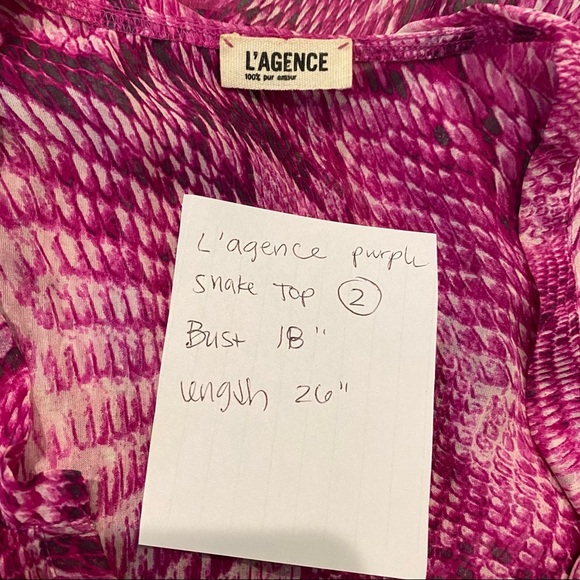 L'AGENCE
100% pur amour
L'agence purple
snake Top 2
Bust 18"
length 26"